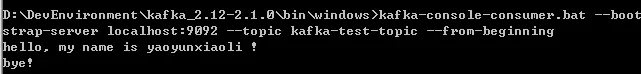 D:\DevEnvironment\kafka_2.12-2.1.0\bin\windows>kafka-console-consumer.bat --boot
strap-server localhost:9092 --topic kafka-test-topic --from-beginning
hello, my name is yaoyunxiaoli !
bye!